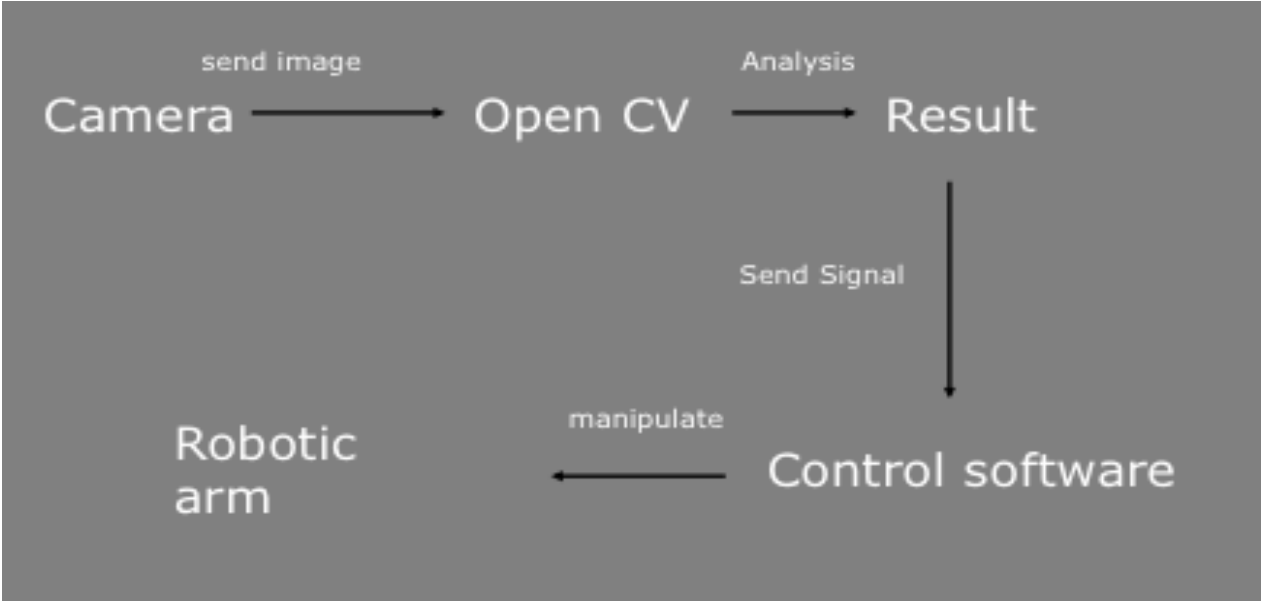 send image
Analysis
Camera
Open CV
Result
Send Signal
manipulate
Robotic
arm
Control software